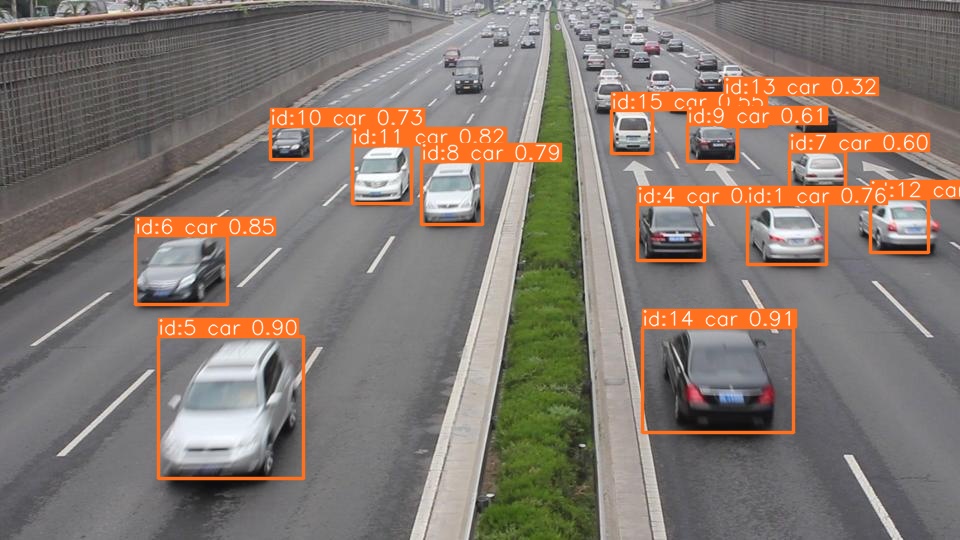 id:13 car 0.32
id:15 car
id:10 car 0.73
id:9 car 0.61
id:11 car 0.82
id:7 car 0.60
id:8 car 0.79
id:4 car
id:1 car 0.76
id:12 car
id:6 car 0.85
id:14 car 0.91
id:5 car 0.90